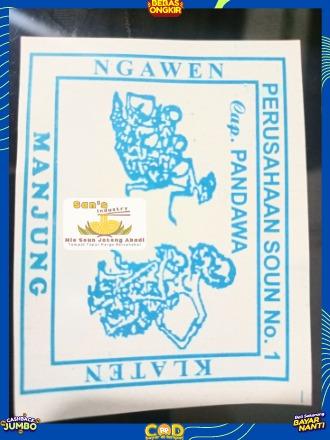 BEBAS
ONGKIR
PERUSAHAAN SOUN No. 1
Cap. PANDAWA
NGAWEN
MANJUNG
KLATEN
San's
Industry
Mie Soun Jateng Abadi
CASHBACK
JUMBO
COD
Beli Sekarang
BAYAR
NANTI